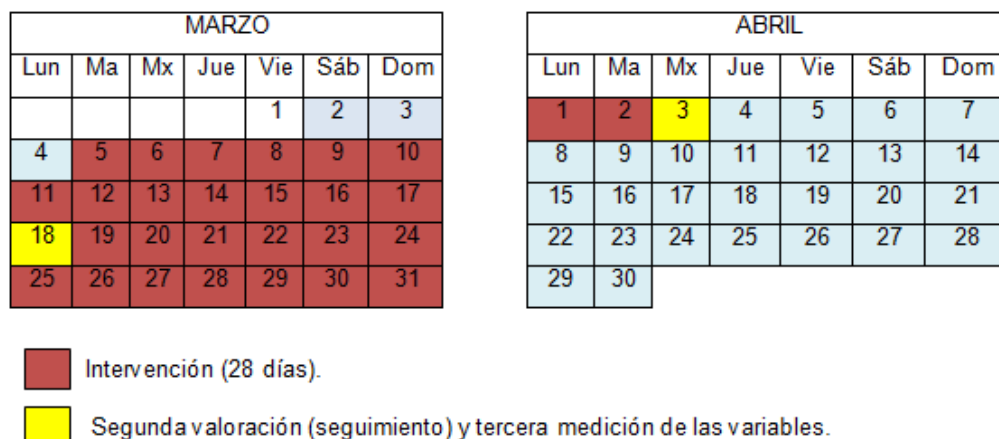 MARZO
Lun Ma Mx Jue Vie Sáb Dom
1 2 3
4 5 6 7 8 9 10
11 12 13 14 15 16 17
18 19 20 21 22 23 24
25 26 27 28 29 30 31
ABRIL
Lun Ma Mx Jue Vie Sáb Dom
1 2 3 4 5 6 7
8 9 10 11 12 13 14
15 16 17 18 19 20 21
22 23 24 25 26 27 28
29 30
Intervención (28 días).
Segunda valoración (seguimiento) y tercera medición de las variables.